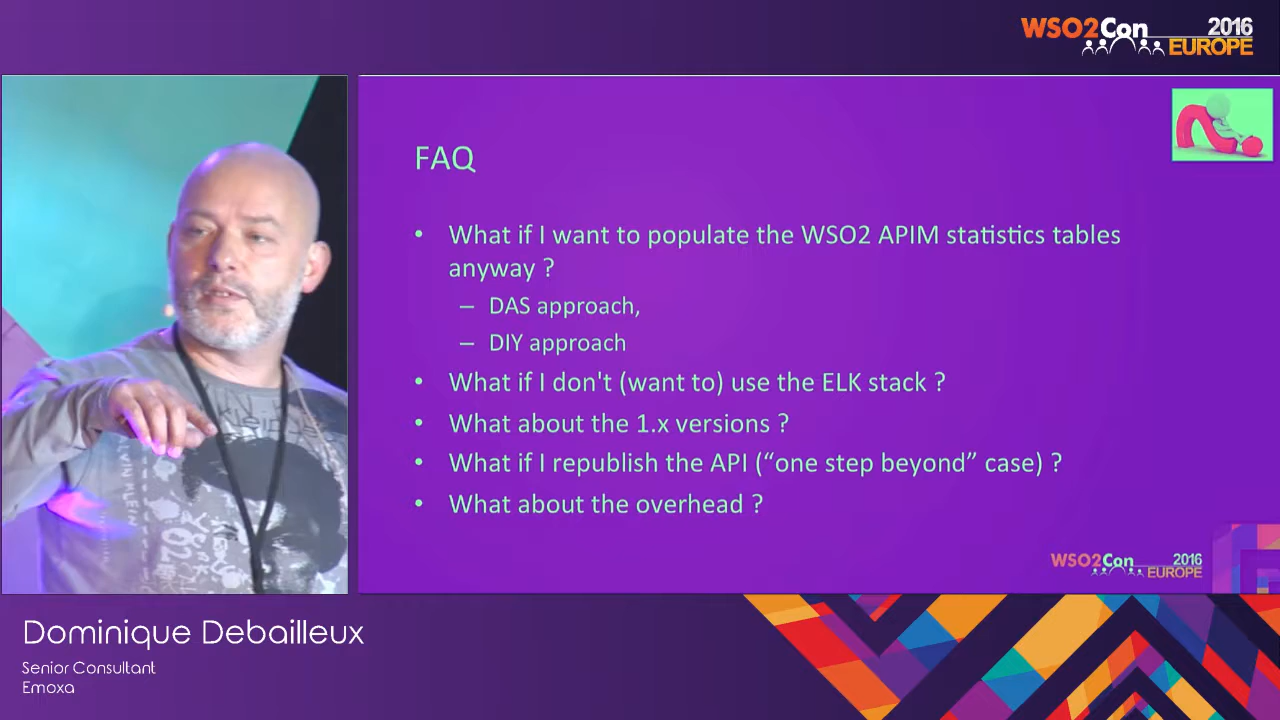 WSO2Con 2016
EUROPE
FAQ
• What if I want to populate the WSO2 APIM statistics tables
anyway ?
– DAS approach,
– DIY approach
• What if I don't (want to) use the ELK stack ?
• What about the 1.x versions ?
• What if I republish the API (“one step beyond” case) ?
• What about the overhead ?
WSO2Con 2016
EUROPE
Dominique Debailleux
Senior Consultant
Emoxa